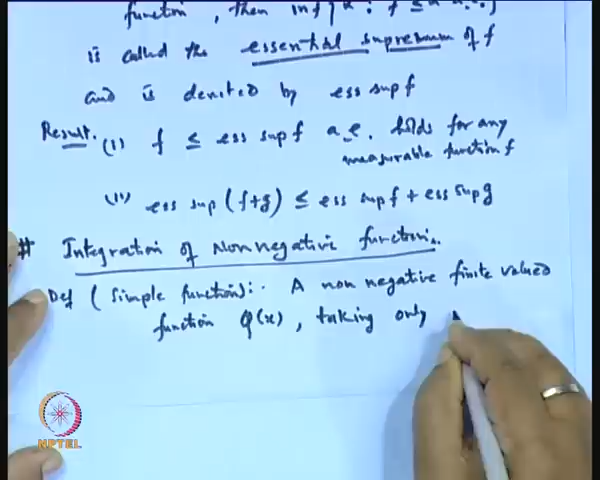 function, then inf { α : f ≤ α a.e. }
is called the essential supremum of f
and is denoted by ess sup f
Result. (i) f ≤ ess sup f a.e. holds for any
measurable function f
(ii) ess sup (f+g) ≤ ess sup f + ess sup g
# Integration of Nonnegative function:.
Def (Simple function):. A non negative finite valued
function φ(x), taking only
NPTEL